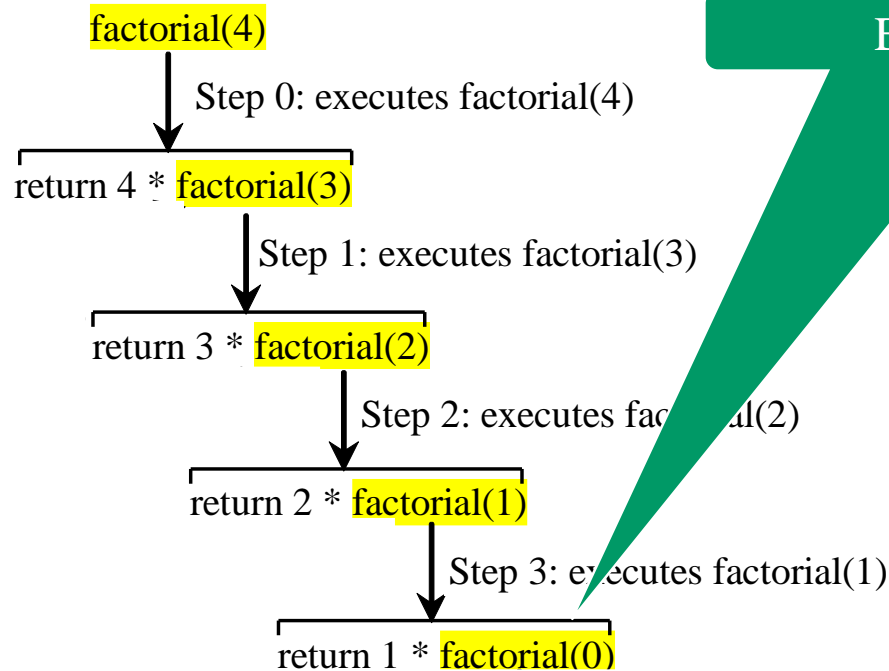 factorial(4)
E
Step 0: executes factorial(4)
return 4 * factorial(3)
Step 1: executes factorial(3)
return 3 * factorial(2)
Step 2: executes
return 2 * factorial(1)
Step 3: executes factorial(1)
return 1 * factorial(0)